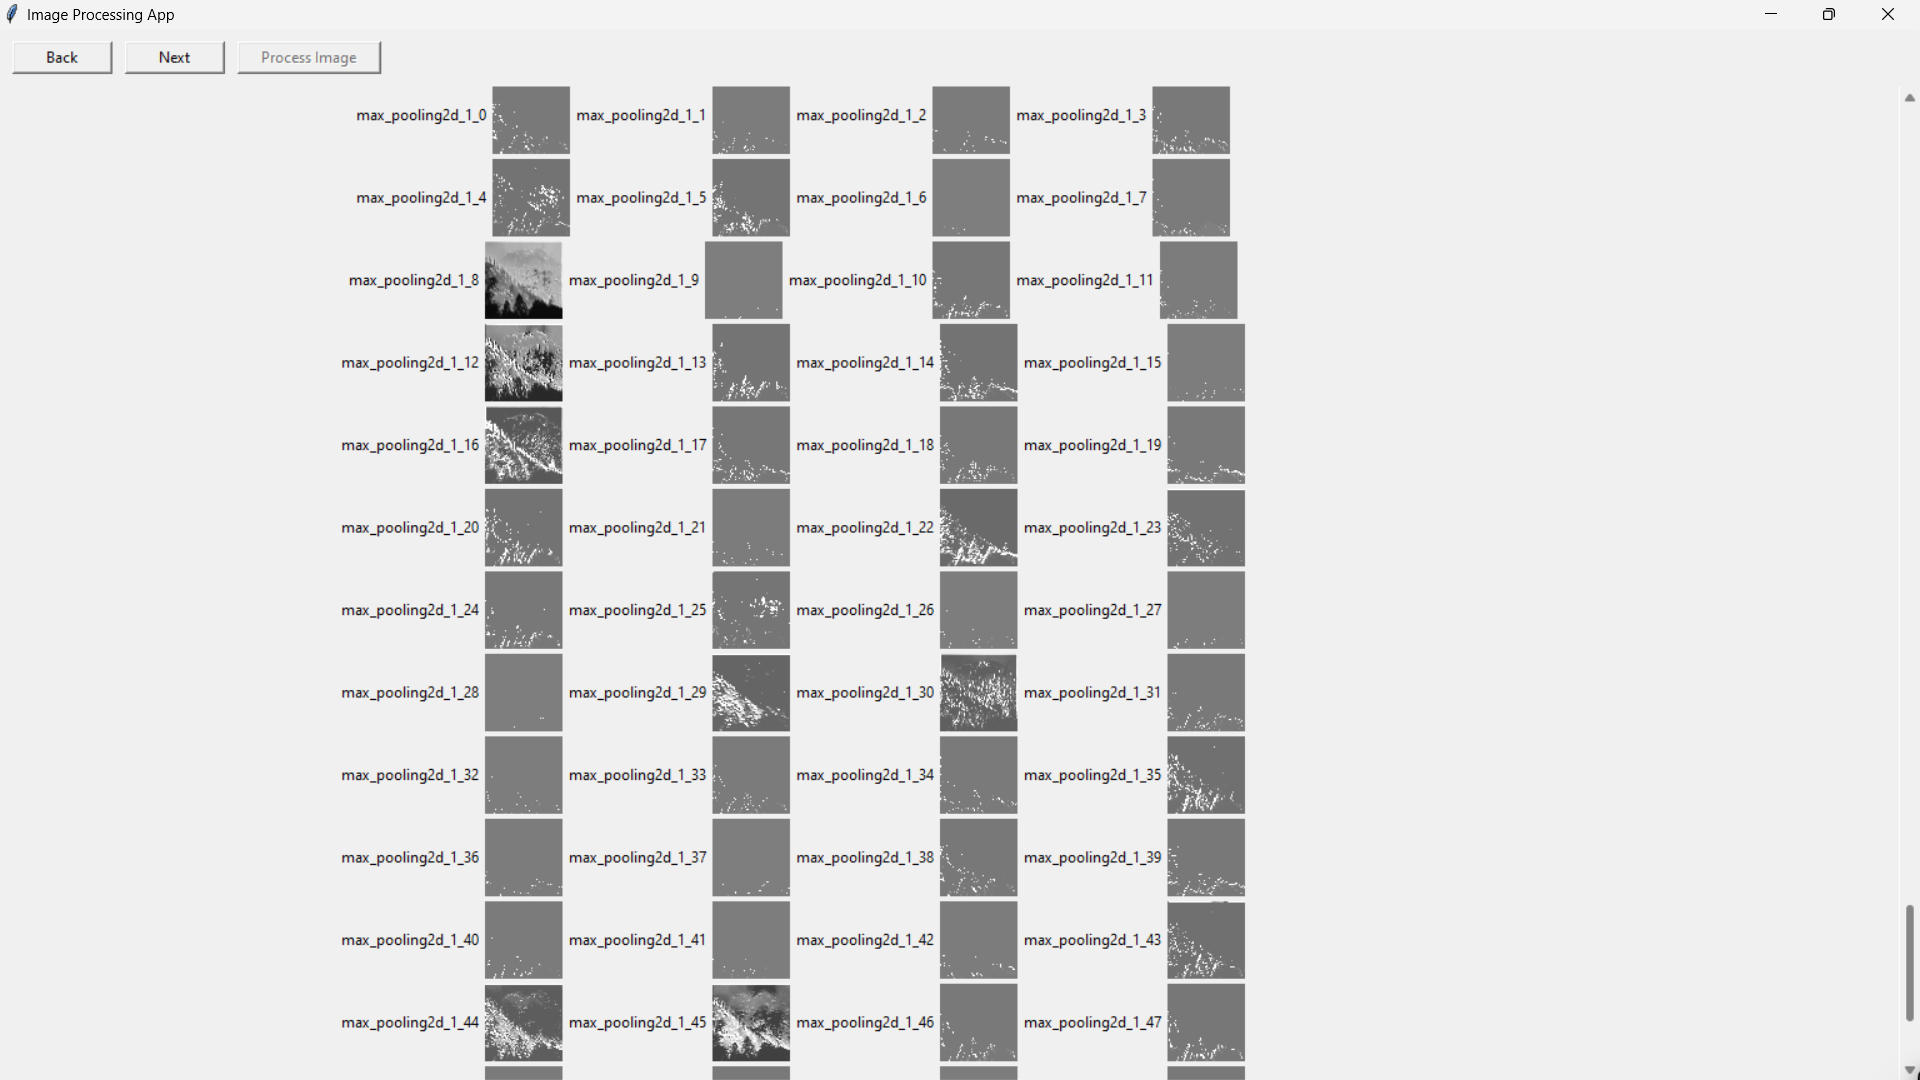 Image Processing App
Back Next Process Image
max_pooling2d_1_0 max_pooling2d_1_1 max_pooling2d_1_2 max_pooling2d_1_3
max_pooling2d_1_4 max_pooling2d_1_5 max_pooling2d_1_6 max_pooling2d_1_7
max_pooling2d_1_8 max_pooling2d_1_9 max_pooling2d_1_10 max_pooling2d_1_11
max_pooling2d_1_12 max_pooling2d_1_13 max_pooling2d_1_14 max_pooling2d_1_15
max_pooling2d_1_16 max_pooling2d_1_17 max_pooling2d_1_18 max_pooling2d_1_19
max_pooling2d_1_20 max_pooling2d_1_21 max_pooling2d_1_22 max_pooling2d_1_23
max_pooling2d_1_24 max_pooling2d_1_25 max_pooling2d_1_26 max_pooling2d_1_27
max_pooling2d_1_28 max_pooling2d_1_29 max_pooling2d_1_30 max_pooling2d_1_31
max_pooling2d_1_32 max_pooling2d_1_33 max_pooling2d_1_34 max_pooling2d_1_35
max_pooling2d_1_36 max_pooling2d_1_37 max_pooling2d_1_38 max_pooling2d_1_39
max_pooling2d_1_40 max_pooling2d_1_41 max_pooling2d_1_42 max_pooling2d_1_43
max_pooling2d_1_44 max_pooling2d_1_45 max_pooling2d_1_46 max_pooling2d_1_47